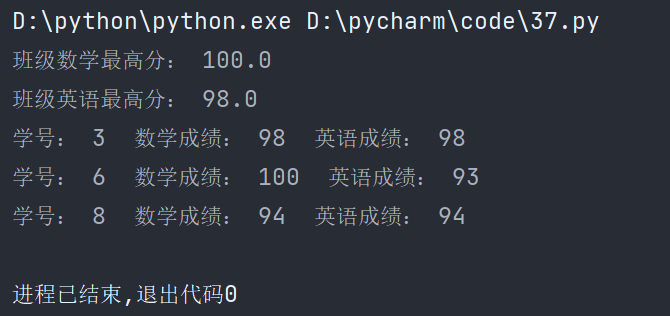 D:\python\python.exe D:\pycharm\code\37.py
班级数学最高分： 100.0
班级英语最高分： 98.0
学号： 3  数学成绩： 98  英语成绩： 98
学号： 6  数学成绩： 100  英语成绩： 93
学号： 8  数学成绩： 94  英语成绩： 94
进程已结束,退出代码0